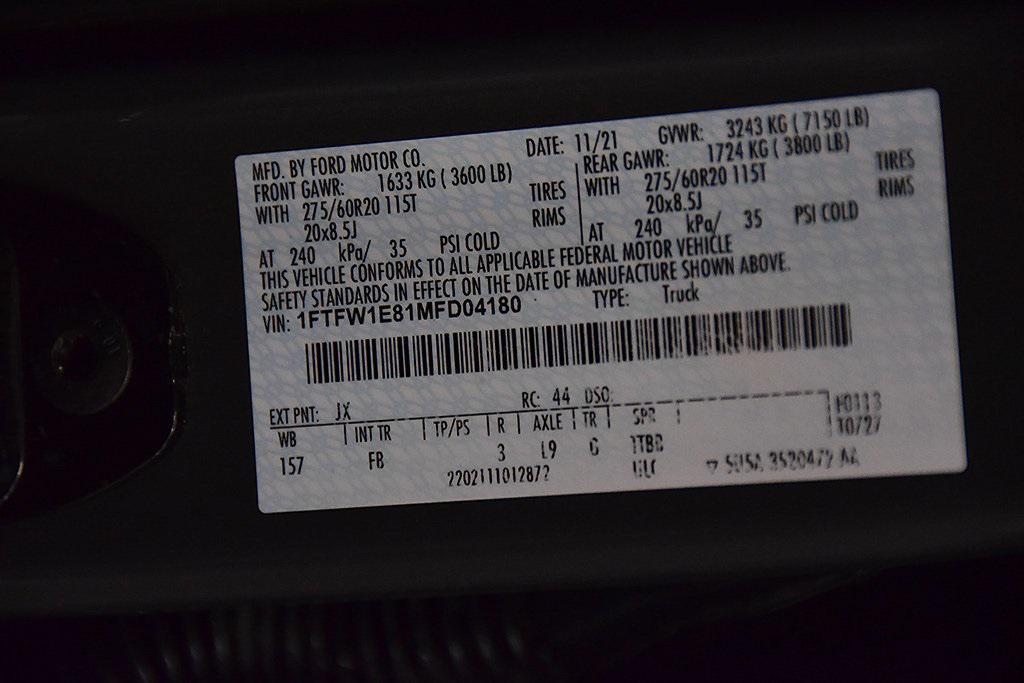 MFD. BY FORD MOTOR CO. DATE: 11/21 GVWR: 3243 KG ( 7150 LB)
FRONT GAWR: 1633 KG ( 3600 LB) REAR GAWR: 1724 KG ( 3800 LB)
WITH 275/60R20 115T TIRES WITH 275/60R20 115T TIRES
20x8.5J RIMS 20x8.5J RIMS
AT 240 kPa/ 35 PSI COLD AT 240 kPa/ 35 PSI COLD
THIS VEHICLE CONFORMS TO ALL APPLICABLE FEDERAL MOTOR VEHICLE
SAFETY STANDARDS IN EFFECT ON THE DATE OF MANUFACTURE SHOWN ABOVE.
VIN: 1FTFW1E81MFD04180 TYPE: Truck
EXT PNT: JX RC: 44 DSO:
WB INT TR TP/PS R AXLE TR SPR
157 FB 3 L9 G
2202111012872
10/27